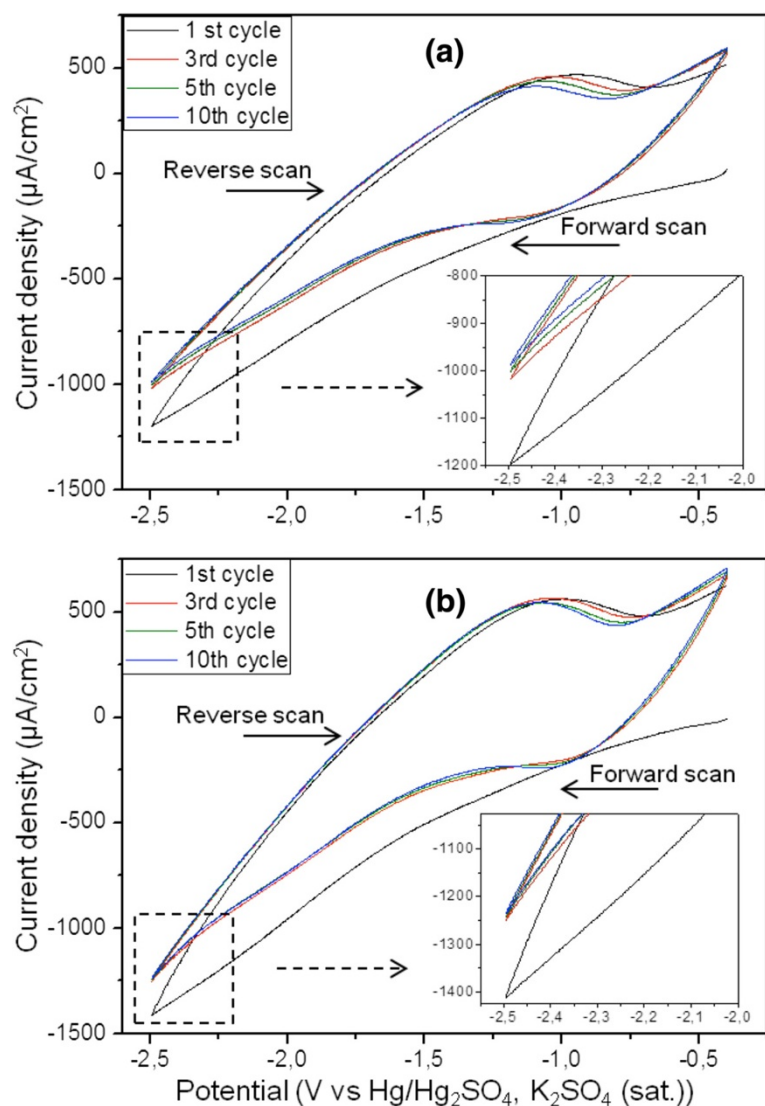 1 st cycle
3rd cycle
5th cycle
10th cycle
(a)
Reverse scan
Forward scan
Current density (µA/cm²)
500
0
-500
-1000
-1500
-2,5
-2,0
-1,5
-1,0
-0,5
-800
-900
-1000
-1100
-1200
-2,5 -2,4 -2,3 -2,2 -2,1 -2,0
1st cycle
3rd cycle
5th cycle
10th cycle
(b)
Reverse scan
Forward scan
Current density (µA/cm²)
500
0
-500
-1000
-1500
-1100
-1200
-1300
-1400
-2,5 -2,4 -2,3 -2,2 -2,1 -2,0
-2,5 -2,0 -1,5 -1,0 -0,5
Potential (V vs Hg/Hg₂SO₄, K₂SO₄ (sat.))